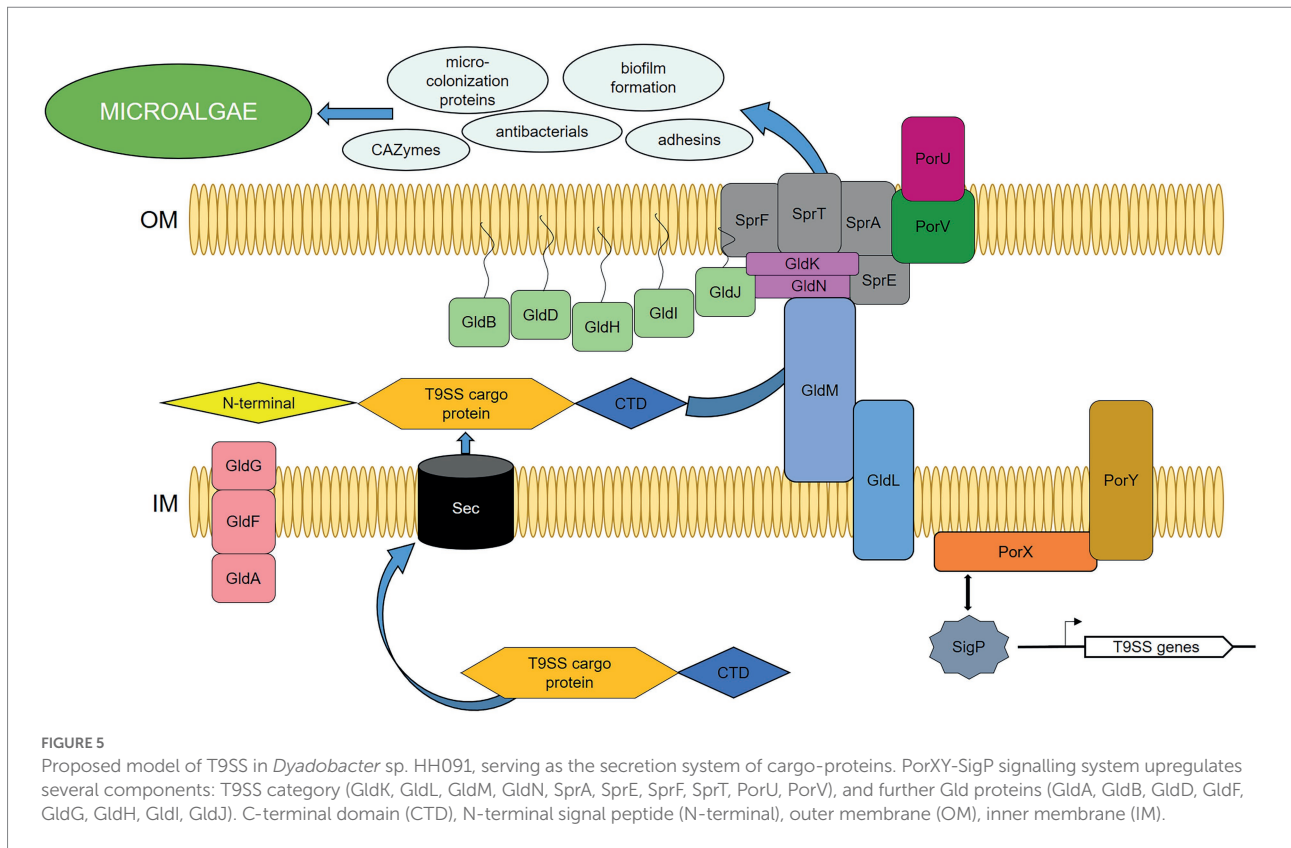 micro-
colonization
proteins
biofilm
formation
MICROALGAE
antibacterials
adhesins
CAZymes
PorU
OM
SprF
SprT
SprA
PorV
GldK
GldN
SprE
GldJ
GldB
GldD
GldH
GldI
GldM
N-terminal
T9SS cargo
protein
CTD
GldG
GldF
GldA
IM
Sec
GldL
PorY
PorX
SigP
T9SS genes
T9SS cargo
protein
CTD
FIGURE 5
Proposed model of T9SS in Dyadobacter sp. HH091, serving as the secretion system of cargo-proteins. PorXY-SigP signalling system upregulates
several components: T9SS category (GldK, GldL, GldM, GldN, SprA, SprE, SprF, SprT, PorU, PorV), and further Gld proteins (GldA, GldB, GldD, GldF,
GldG, GldH, GldI, GldJ). C-terminal domain (CTD), N-terminal signal peptide (N-terminal), outer membrane (OM), inner membrane (IM).